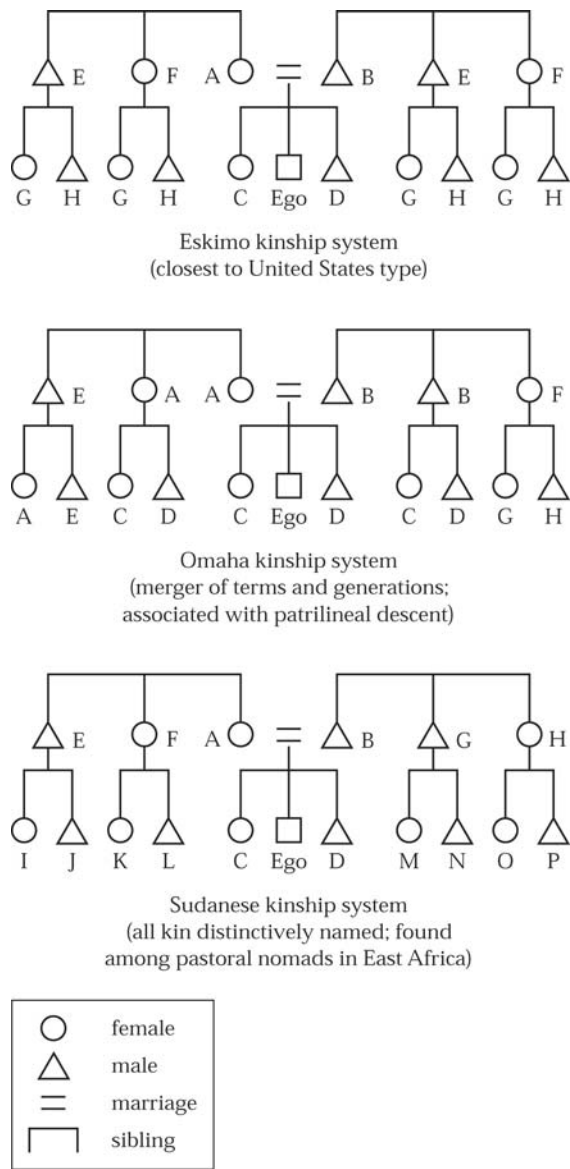 E F A B E F
G H G H C Ego D G H G H
Eskimo kinship system
(closest to United States type)
E A A B B F
A E C D C Ego D C D G H
Omaha kinship system
(merger of terms and generations;
associated with patrilineal descent)
E F A B G H
I J K L C Ego D M N O P
Sudanese kinship system
(all kin distinctively named; found
among pastoral nomads in East Africa)
female
male
marriage
sibling